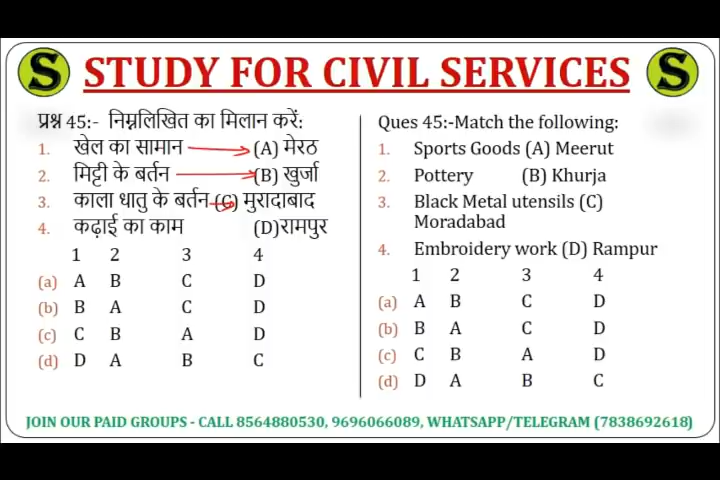 S STUDY FOR CIVIL SERVICES S
प्रश्न 45:- निम्नलिखित का मिलान करें:
1. खेल का सामान (A) मेरठ
2. मिट्टी के बर्तन (B) खुर्जा
3. काला धातु के बर्तन (C) मुरादाबाद
4. कढ़ाई का काम (D)रामपुर
1 2 3 4
(a) A B C D
(b) B A C D
(c) C B A D
(d) D A B C
Ques 45:-Match the following:
1. Sports Goods (A) Meerut
2. Pottery (B) Khurja
3. Black Metal utensils (C)
Moradabad
4. Embroidery work (D) Rampur
1 2 3 4
(a) A B C D
(b) B A C D
(c) C B A D
(d) D A B C
JOIN OUR PAID GROUPS - CALL 8564880530, 9696066089, WHATSAPP/TELEGRAM (7838692618)